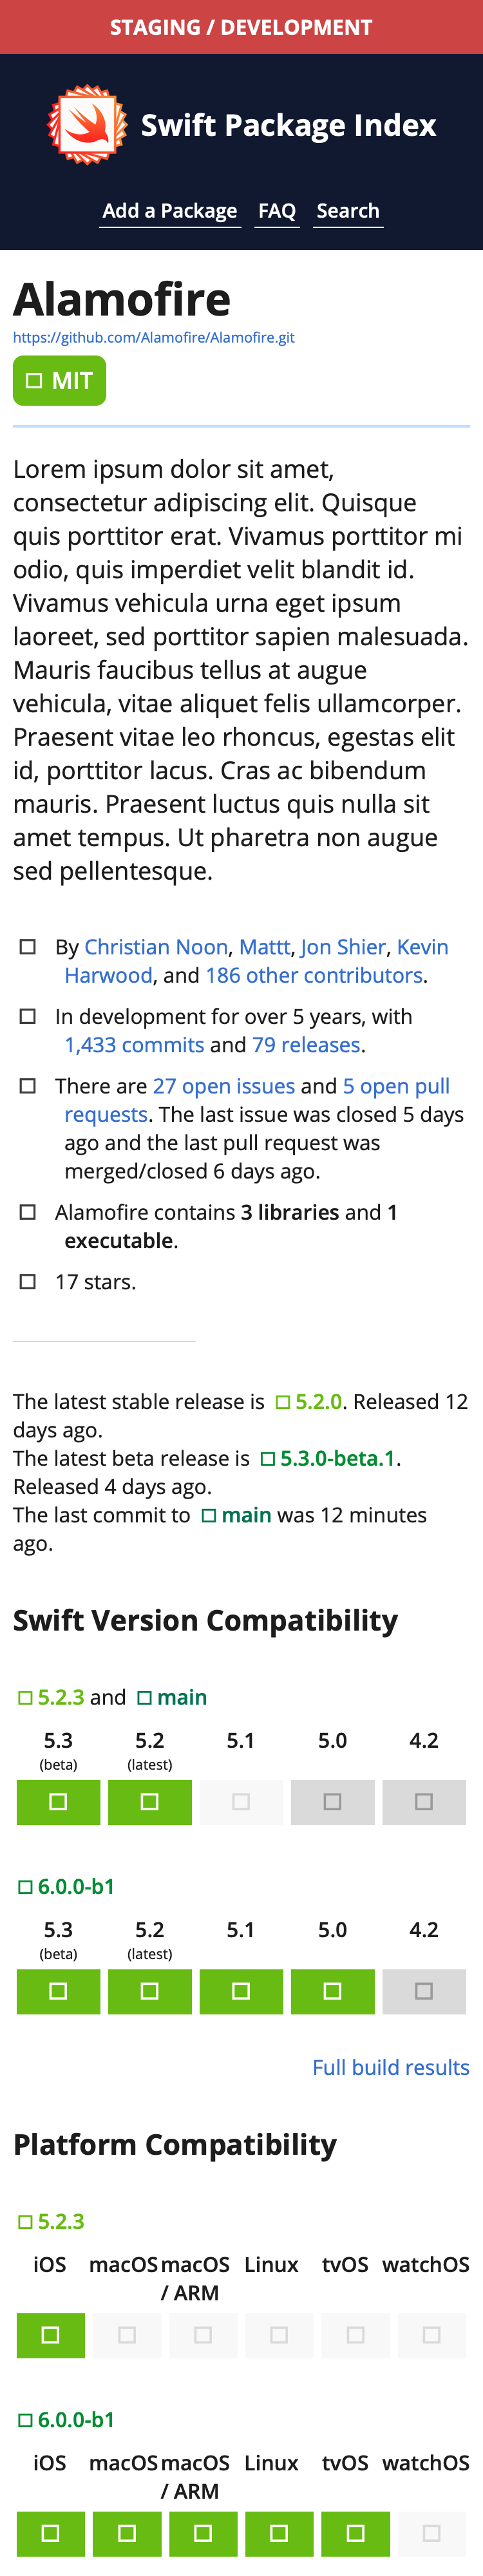 STAGING / DEVELOPMENT
Swift Package Index
Add a Package FAQ Search
Alamofire
https://github.com/Alamofire/Alamofire.git
MIT
Lorem ipsum dolor sit amet,
consectetur adipiscing elit. Quisque
quis porttitor erat. Vivamus porttitor mi
odio, quis imperdiet velit blandit id.
Vivamus vehicula urna eget ipsum
laoreet, sed porttitor sapien malesuada.
Mauris faucibus tellus at augue
vehicula, vitae aliquet felis ullamcorper.
Praesent vitae leo rhoncus, egestas elit
id, porttitor lacus. Cras ac bibendum
mauris. Praesent luctus quis nulla sit
amet tempus. Ut pharetra non augue
sed pellentesque.
By Christian Noon, Mattt, Jon Shier, Kevin
Harwood, and 186 other contributors.
In development for over 5 years, with
1,433 commits and 79 releases.
There are 27 open issues and 5 open pull
requests. The last issue was closed 5 days
ago and the last pull request was
merged/closed 6 days ago.
Alamofire contains 3 libraries and 1
executable.
17 stars.
The latest stable release is 5.2.0. Released 12
days ago.
The latest beta release is 5.3.0-beta.1.
Released 4 days ago.
The last commit to main was 12 minutes
ago.
Swift Version Compatibility
5.2.3 and main
5.3 5.2 5.1 5.0 4.2
(beta) (latest)
6.0.0-b1
5.3 5.2 5.1 5.0 4.2
(beta) (latest)
Full build results
Platform Compatibility
5.2.3
iOS macOS macOS Linux tvOS watchOS
/ ARM
6.0.0-b1
iOS macOS macOS Linux tvOS watchOS
/ ARM